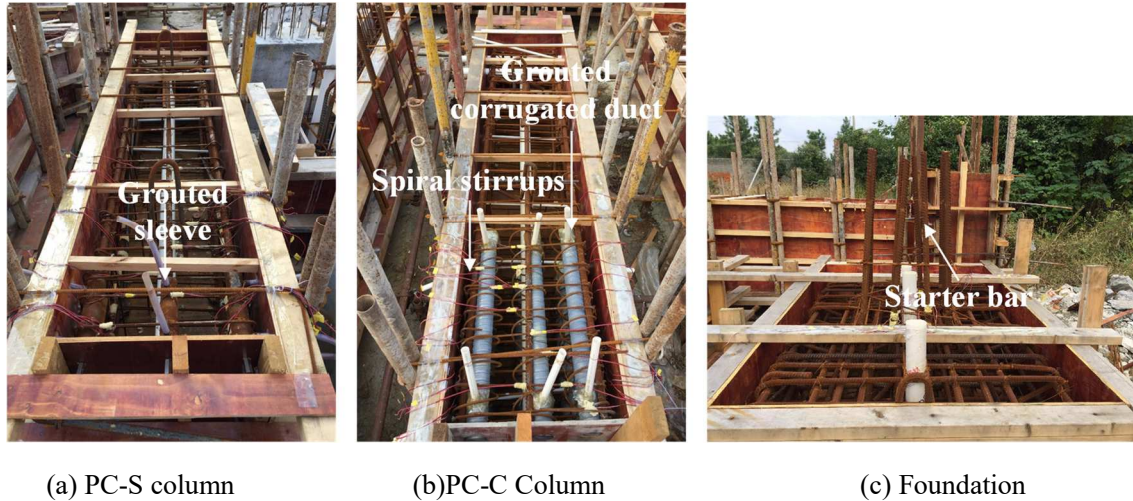 Grouted
sleeve
Grouted
corrugated duct
Spiral stirrups
Starter bar
(a) PC-S column
(b)PC-C Column
(c) Foundation